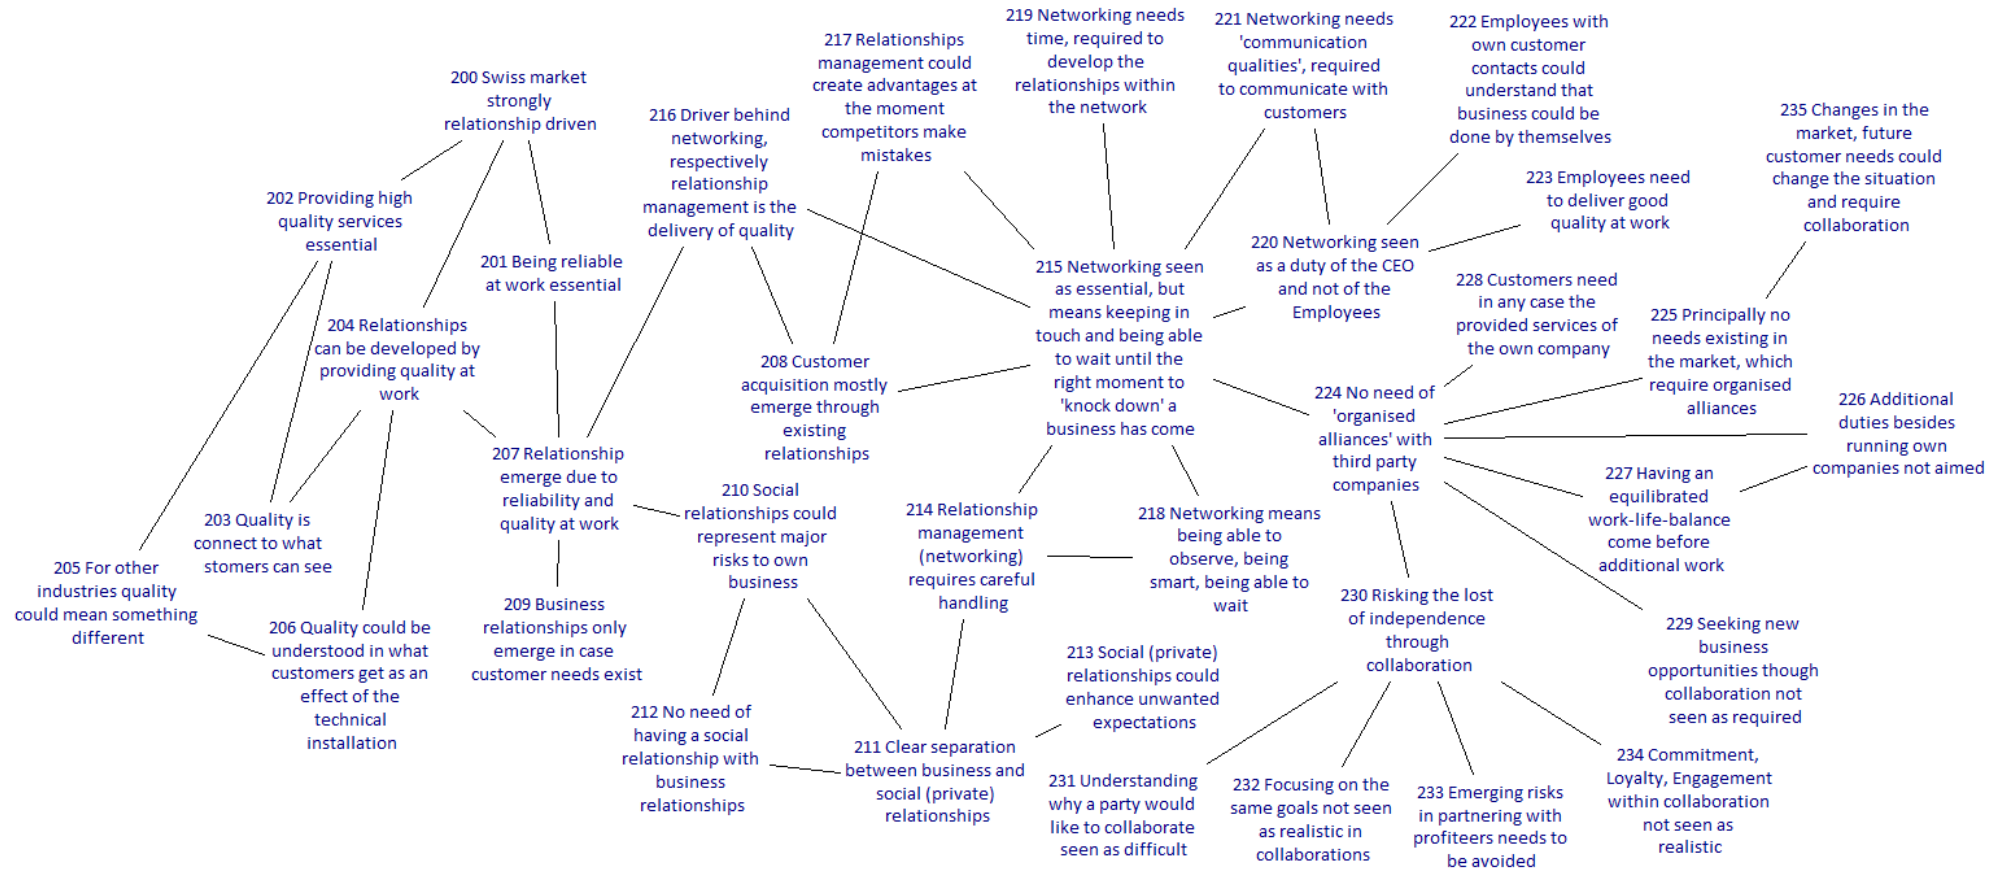 200 Swiss market
strongly
relationship driven
202 Providing high
quality services
essential
201 Being reliable
at work essential
204 Relationships
can be developed by
providing quality at
work
203 Quality is
connect to what
stomers can see
205 For other
industries quality
could mean something
different
206 Quality could be
understood in what
customers get as an
effect of the
technical
installation
207 Relationship
emerge due to
reliability and
quality at work
209 Business
relationships only
emerge in case
customer needs exist
216 Driver behind
networking,
respectively
relationship
management is the
delivery of quality
217 Relationships
management could
create advantages at
the moment
competitors make
mistakes
208 Customer
acquisition mostly
emerge through
existing
relationships
210 Social
relationships could
represent major
risks to own
business
212 No need of
having a social
relationship with
business
relationships
211 Clear separation
between business and
social (private)
relationships
213 Social (private)
relationships could
enhance unwanted
expectations
214 Relationship
management
(networking)
requires careful
handling
218 Networking means
being able to
observe, being
smart, being able to
wait
215 Networking seen
as essential, but
means keeping in
touch and being able
to wait until the
right moment to
'knock down' a
business has come
219 Networking needs
time, required to
develop the
relationships within
the network
221 Networking needs
'communication
qualities', required
to communicate with
customers
222 Employees with
own customer
contacts could
understand that
business could be
done by themselves
223 Employees need
to deliver good
quality at work
220 Networking seen
as a duty of the CEO
and not of the
Employees
228 Customers need
in any case the
provided services of
the own company
235 Changes in the
market, future
customer needs could
change the situation
and require
collaboration
225 Principally no
needs existing in
the market, which
require organised
alliances
224 No need of
'organised
alliances' with
third party
companies
226 Additional
duties besides
running own
companies not aimed
227 Having an
equilibrated
work-life-balance
come before
additional work
229 Seeking new
business
opportunities though
collaboration not
seen as required
230 Risking the lost
of independence
through
collaboration
231 Understanding
why a party would
like to collaborate
seen as difficult
232 Focusing on the
same goals not seen
as realistic in
collaborations
233 Emerging risks
in partnering with
profiteers needs to
be avoided
234 Commitment,
Loyalty, Engagement
within collaboration
not seen as
realistic